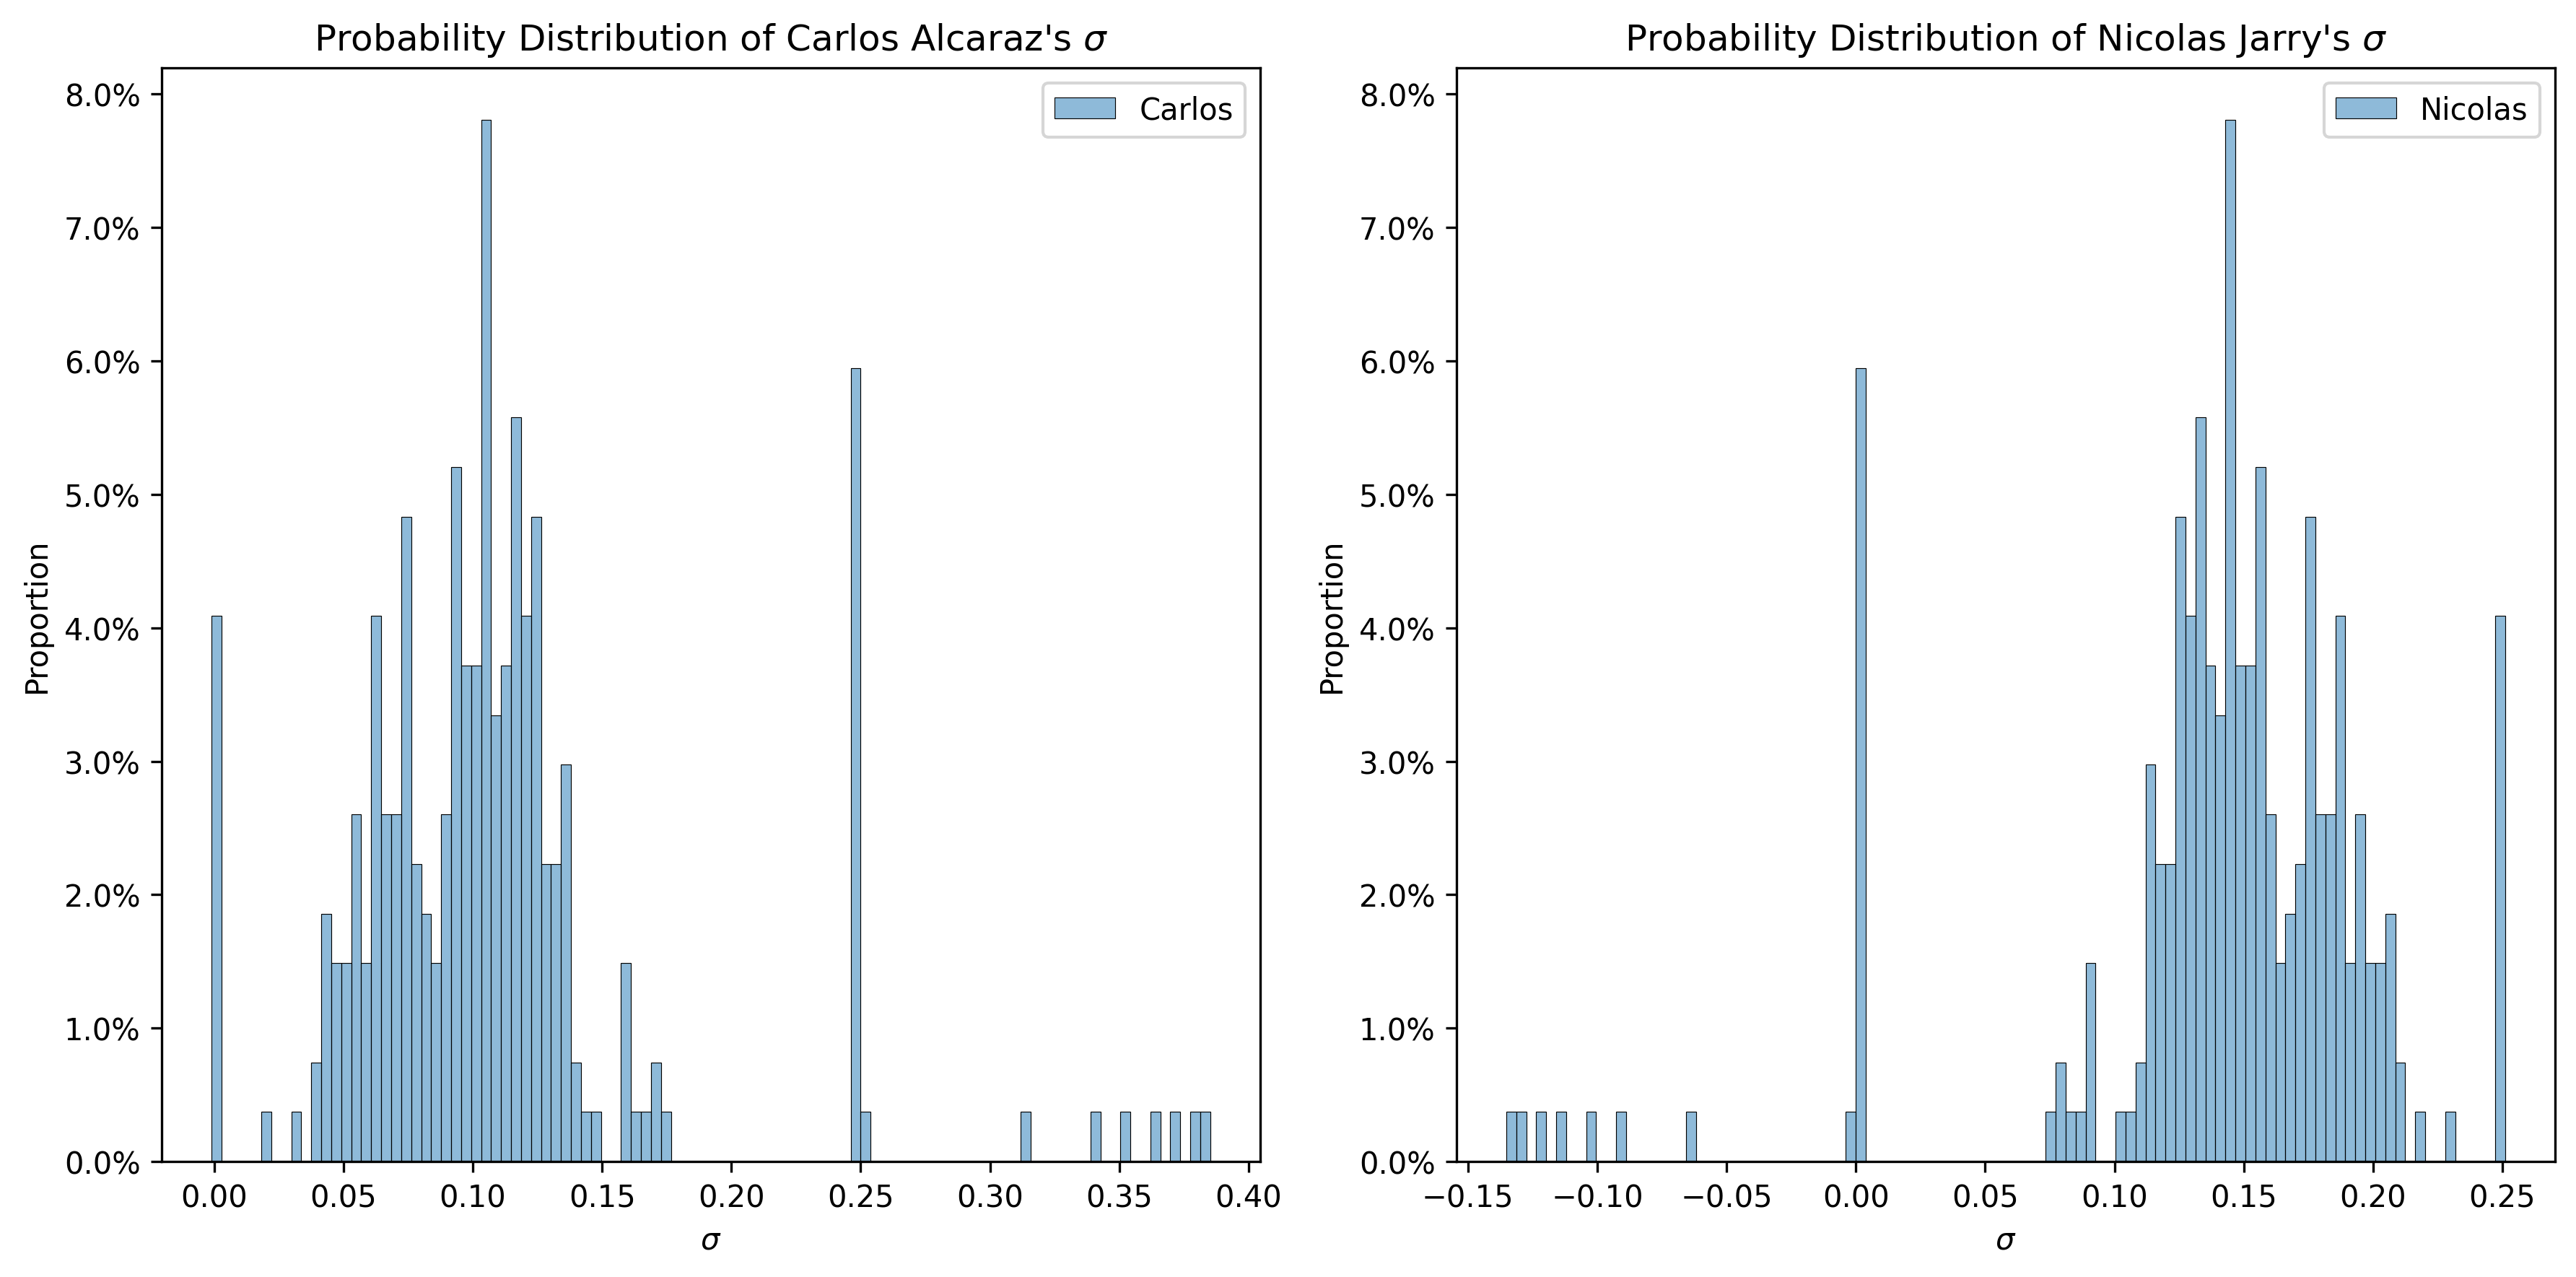 Probability Distribution of Carlos Alcaraz's σ
Carlos
8.0%
7.0%
6.0%
5.0%
4.0%
3.0%
2.0%
1.0%
0.0%
Proportion
0.00 0.05 0.10 0.15 0.20 0.25 0.30 0.35 0.40
σ
Probability Distribution of Nicolas Jarry's σ
Nicolas
8.0%
7.0%
6.0%
5.0%
4.0%
3.0%
2.0%
1.0%
0.0%
Proportion
−0.15 −0.10 −0.05 0.00 0.05 0.10 0.15 0.20 0.25
σ